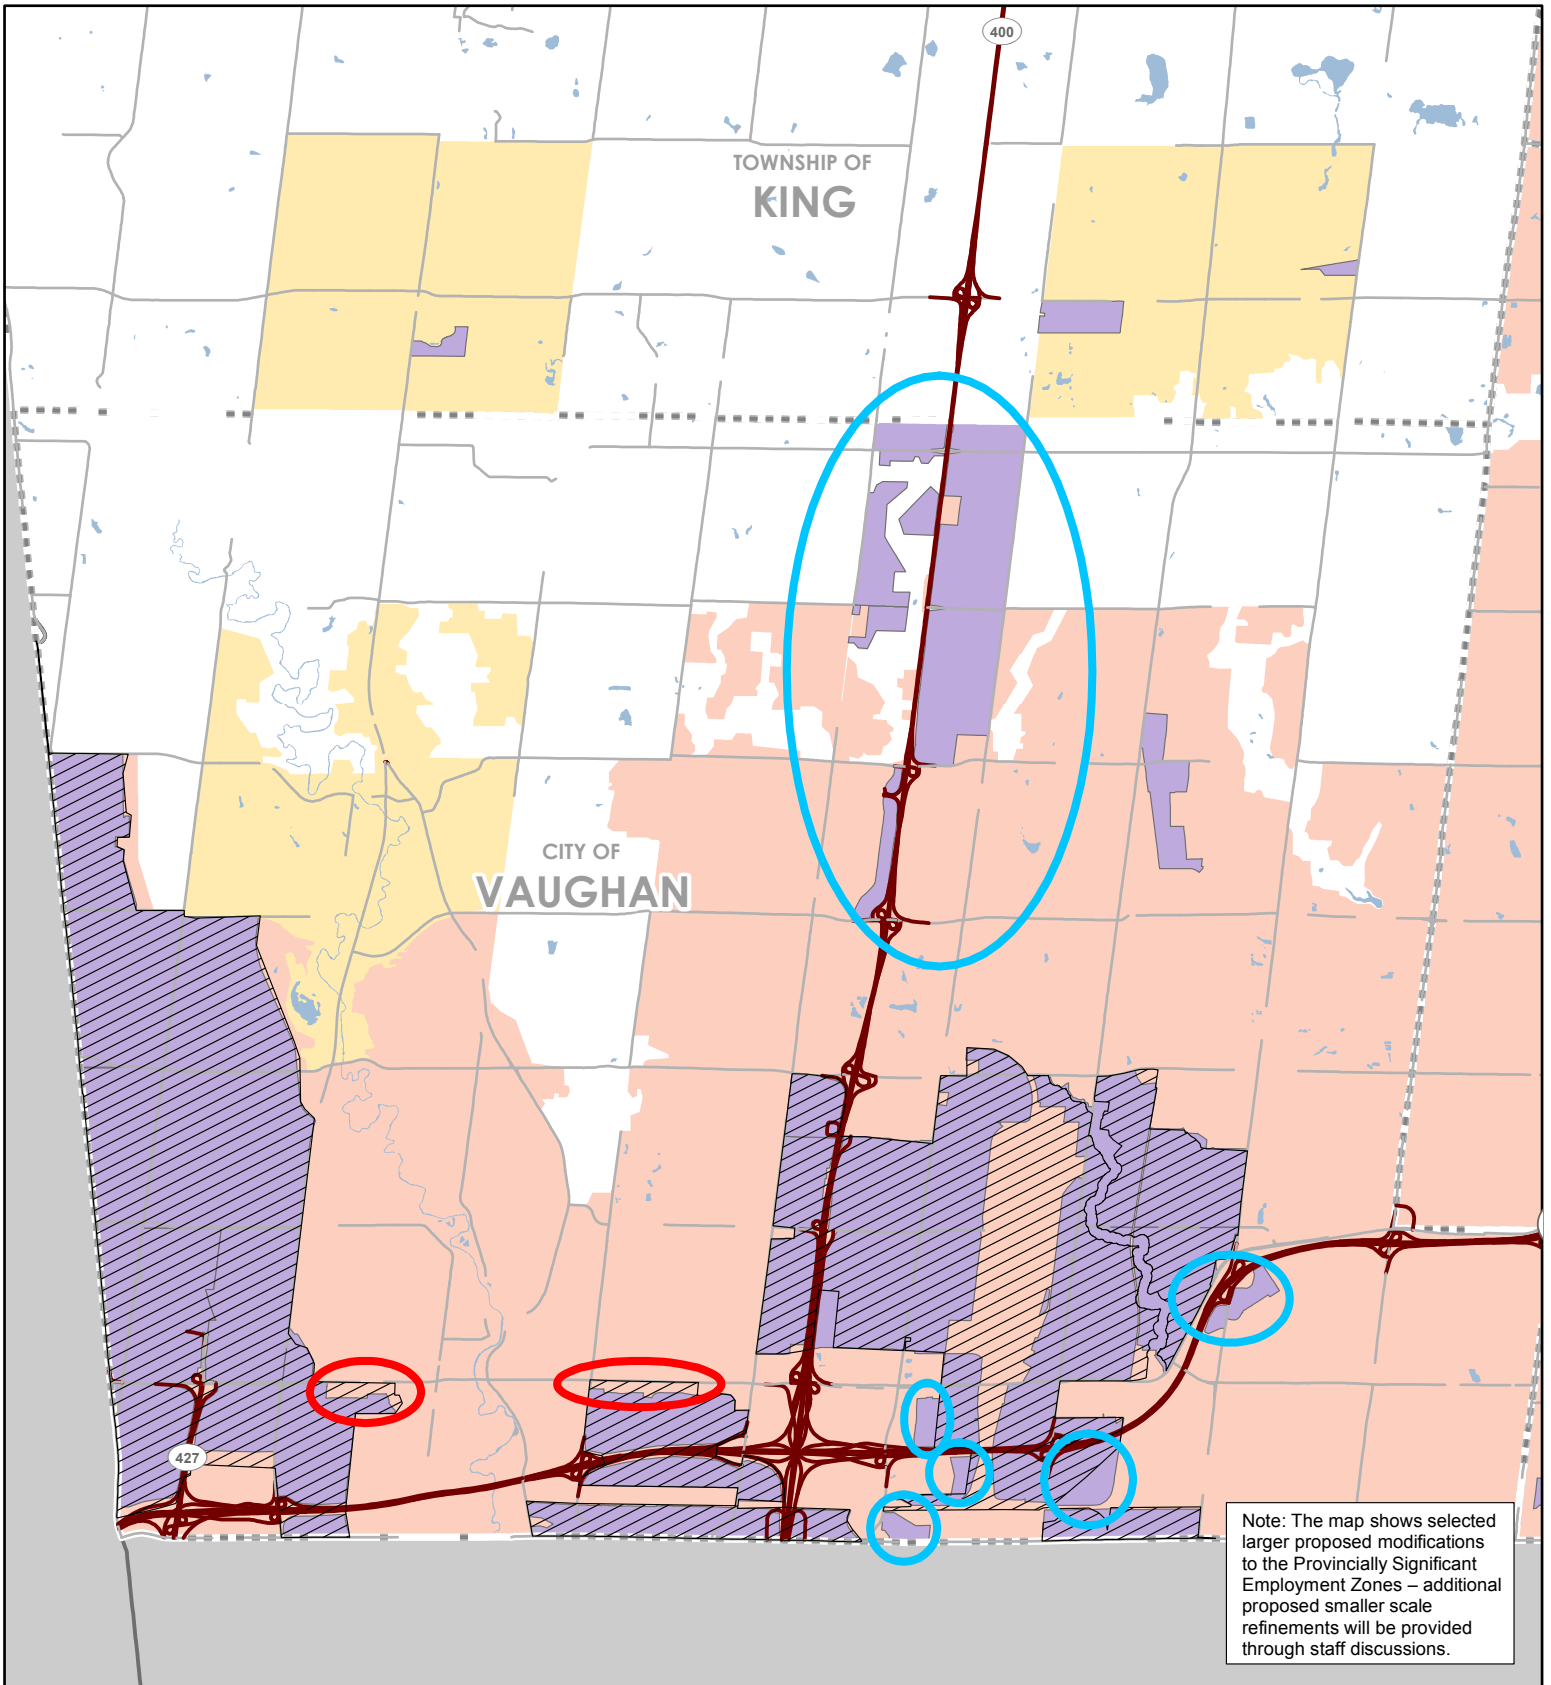 400
TOWNSHIP OF
KING
CITY OF
VAUGHAN
427
Note: The map shows selected
larger proposed modifications
to the Provincially Significant
Employment Zones – additional
proposed smaller scale
refinements will be provided
through staff discussions.